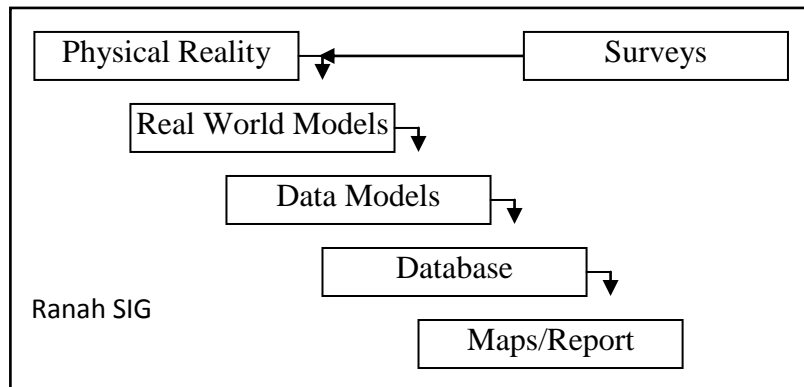 Physical Reality
Surveys
Real World Models
Data Models
Database
Ranah SIG
Maps/Report